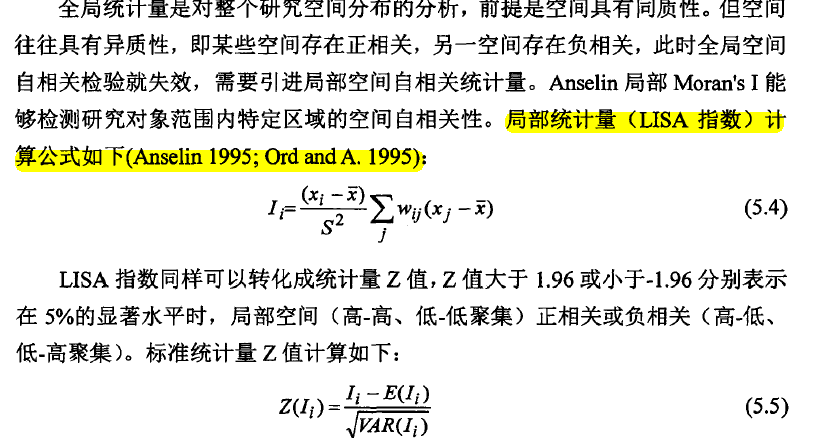 全局统计量是对整个研究空间分布的分析，前提是空间具有同质性。但空间
往往具有异质性，即某些空间存在正相关，另一空间存在负相关，此时全局空间
自相关检验就失效，需要引进局部空间自相关统计量。Anselin 局部 Moran's I 能
够检测研究对象范围内特定区域的空间自相关性。局部统计量（LISA 指数）计
算公式如下(Anselin 1995; Ord and A. 1995)：
I_i=\frac{(x_i-\bar{x})}{S^2}\sum_j w_{ij}(x_j-\bar{x}) (5.4)
LISA 指数同样可以转化成统计量 Z 值，Z 值大于 1.96 或小于-1.96 分别表示
在 5%的显著水平时，局部空间（高-高、低-低聚集）正相关或负相关（高-低、
低-高聚集）。标准统计量 Z 值计算如下：
Z(I_i)=\frac{I_i-E(I_i)}{\sqrt{VAR(I_i)}} (5.5)